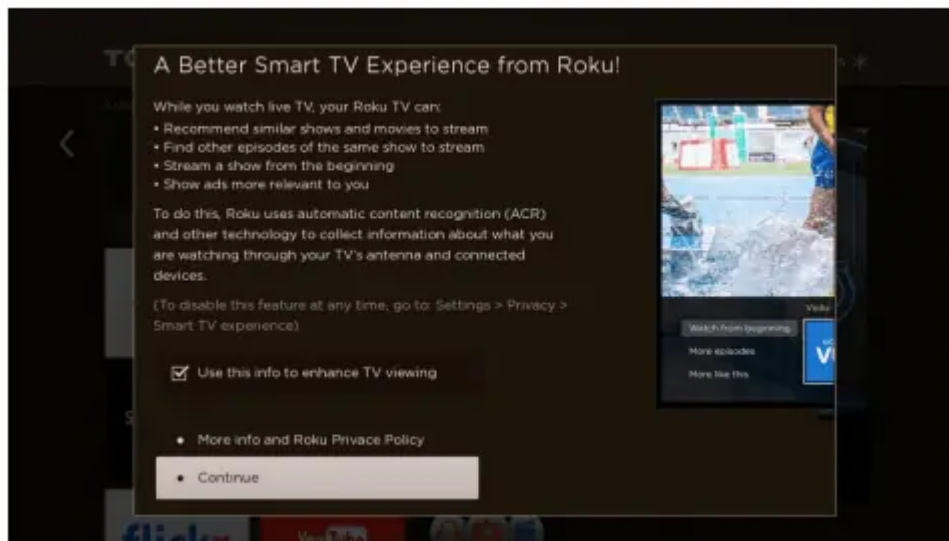 A Better Smart TV Experience from Roku!
While you watch live TV, your Roku TV can:
• Recommend similar shows and movies to stream
• Find other episodes of the same show to stream
• Stream a show from the beginning
• Show ads more relevant to you
To do this, Roku uses automatic content recognition (ACR)
and other technology to collect information about what you
are watching through your TV's antenna and connected
devices.
(To disable this feature at any time, go to: Settings > Privacy >
Smart TV experience)
Use this info to enhance TV viewing
• More info and Roku Privace Policy
• Continue
Watch from beginning
More episodes
More like this
flickr
YouTube